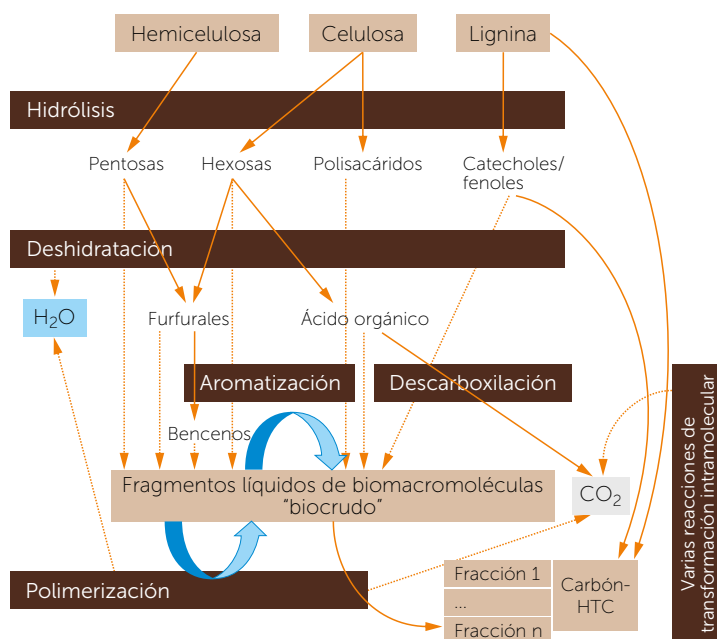 Hemicelulosa
Celulosa
Lignina
Hidrólisis
Pentosas
Hexosas
Polisacáridos
Catecholes/
fenoles
Deshidratación
H₂O
Furfurales
Ácido orgánico
Aromatización
Descarboxilación
Bencenos
Fragmentos líquidos de biomacromoléculas
“biocrudo”
CO₂
Varias reacciones de
transformación intramolecular
Polimerización
Fracción 1
...
Fracción n
Carbón-
HTC